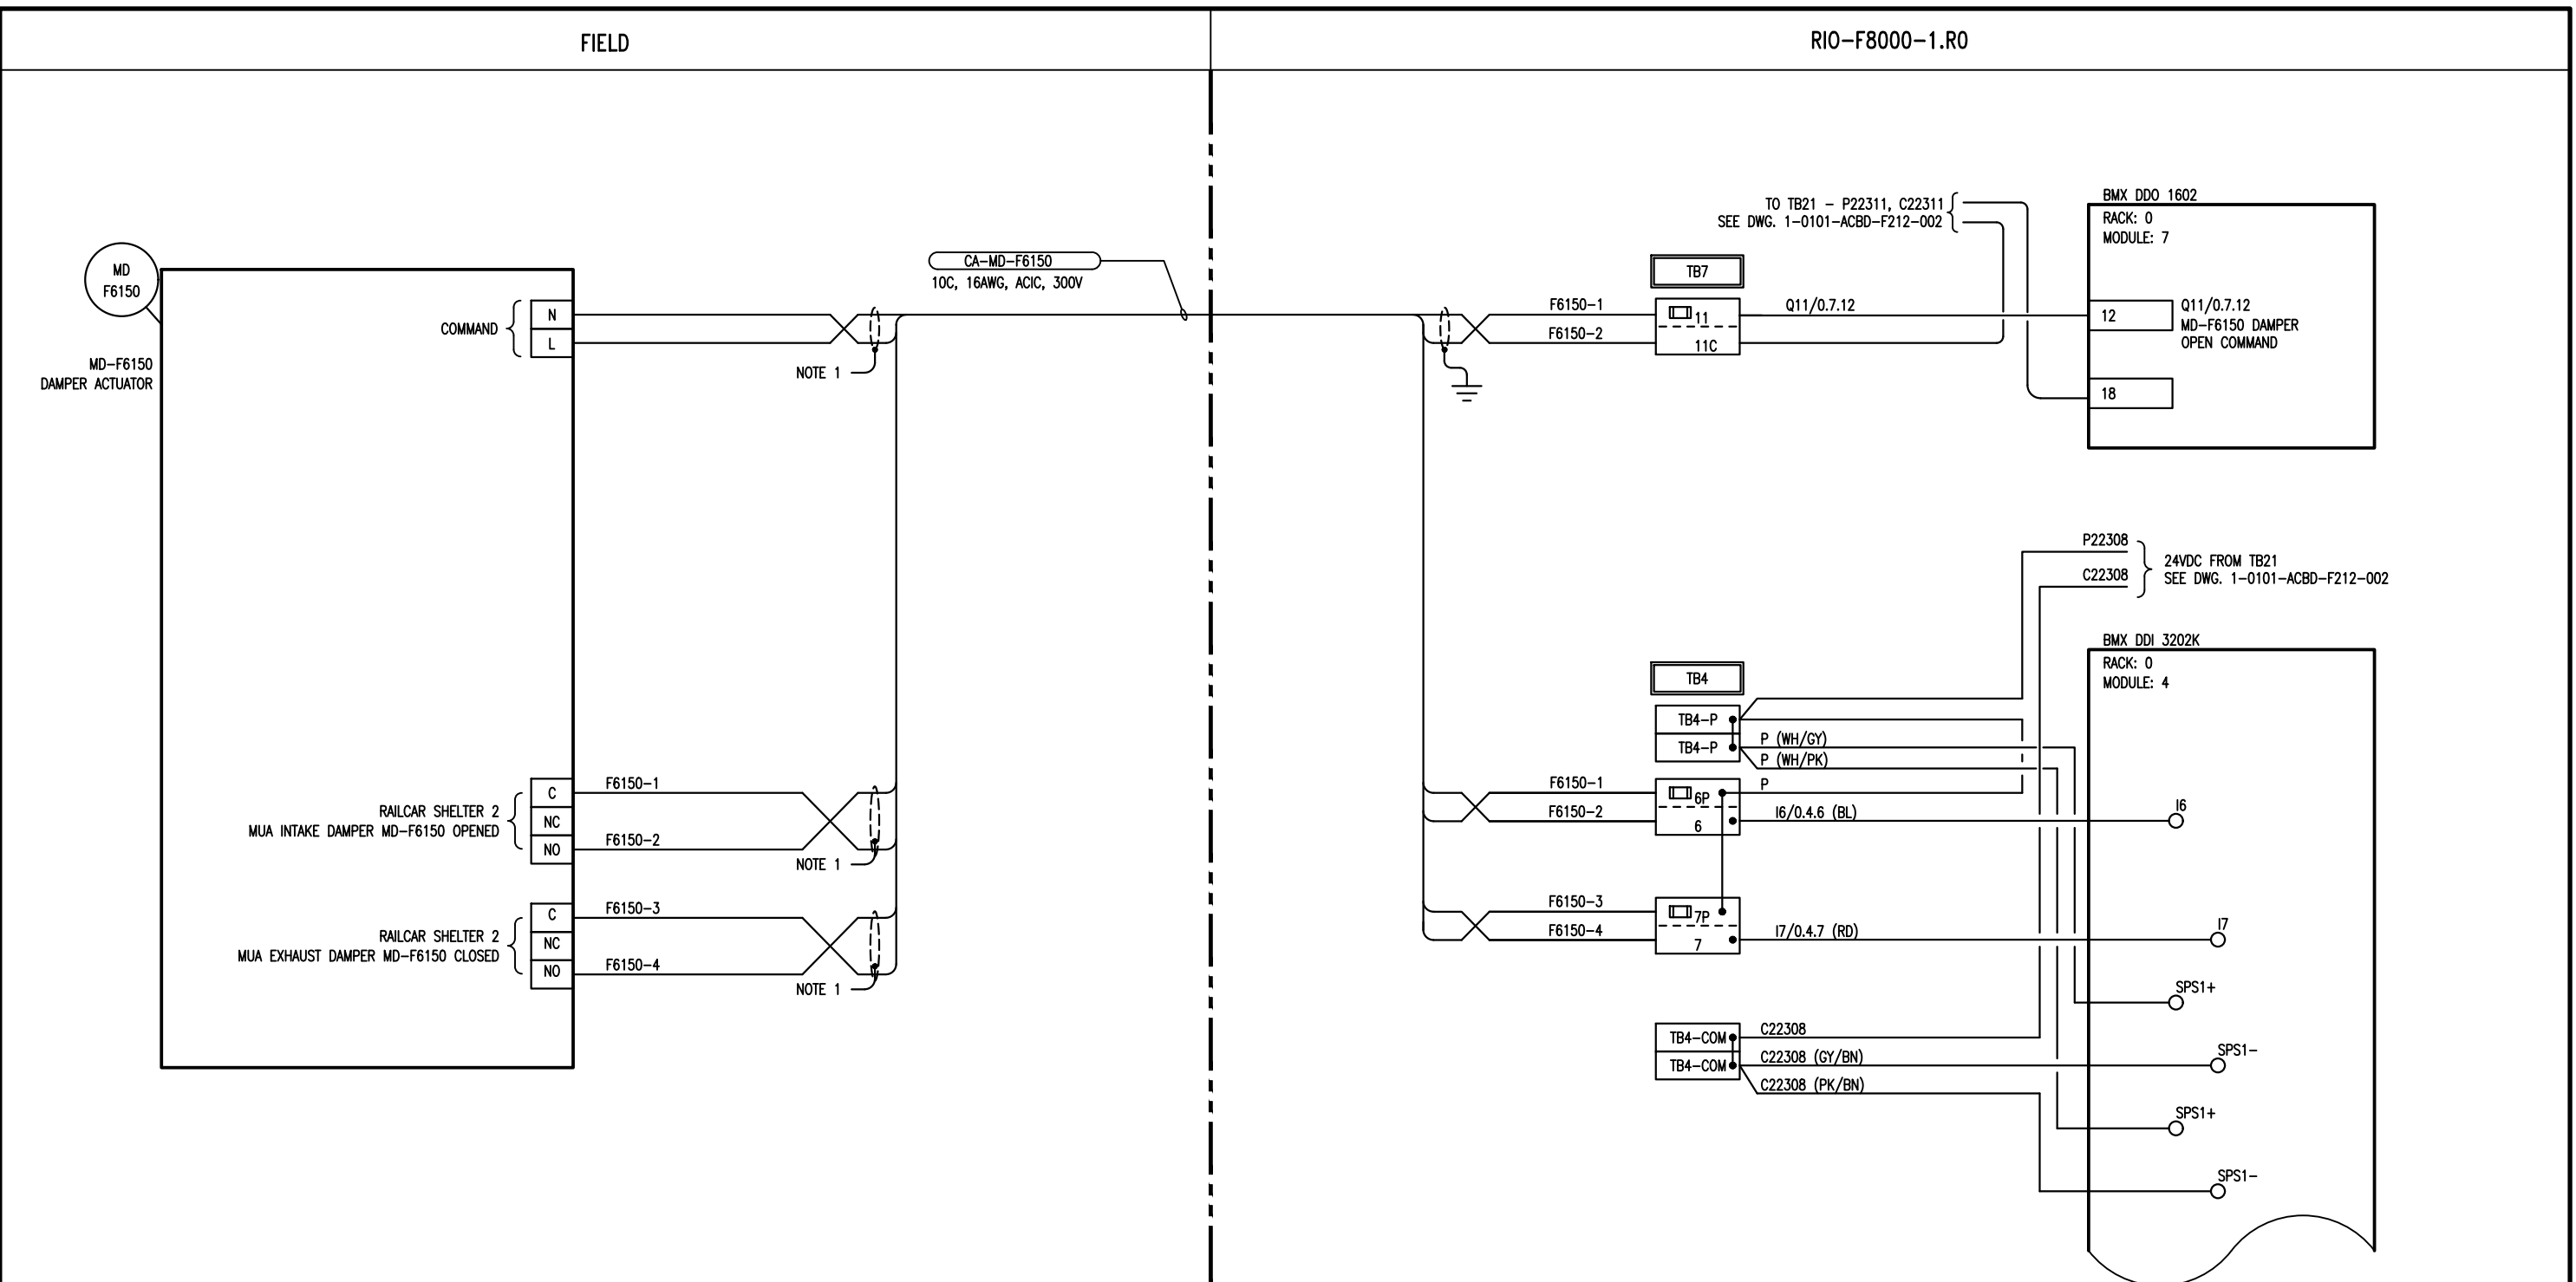 FIELD
RIO-F8000-1.R0
MD
F6150
MD-F6150
DAMPER ACTUATOR
COMMAND
N
L
NOTE 1
CA-MD-F6150
10C, 16AWG, ACIC, 300V
RAILCAR SHELTER 2
MUA INTAKE DAMPER MD-F6150 OPENED
C
NC
NO
F6150-1
F6150-2
NOTE 1
RAILCAR SHELTER 2
MUA EXHAUST DAMPER MD-F6150 CLOSED
C
NC
NO
F6150-3
F6150-4
NOTE 1
TO TB21 - P22311, C22311
SEE DWG. 1-0101-ACBD-F212-002
TB7
F6150-1
F6150-2
11
11C
Q11/0.7.12
BMX DDO 1602
RACK: 0
MODULE: 7
12
Q11/0.7.12
MD-F6150 DAMPER
OPEN COMMAND
18
P22308
C22308
24VDC FROM TB21
SEE DWG. 1-0101-ACBD-F212-002
BMX DDI 3202K
RACK: 0
MODULE: 4
TB4
TB4-P
TB4-P
P (WH/GY)
P (WH/PK)
F6150-1
F6150-2
6P
6
P
I6/0.4.6 (BL)
I6
F6150-3
F6150-4
7P
7
I7/0.4.7 (RD)
I7
SPS1+
TB4-COM
TB4-COM
C22308
C22308 (GY/BN)
C22308 (PK/BN)
SPS1-
SPS1+
SPS1-